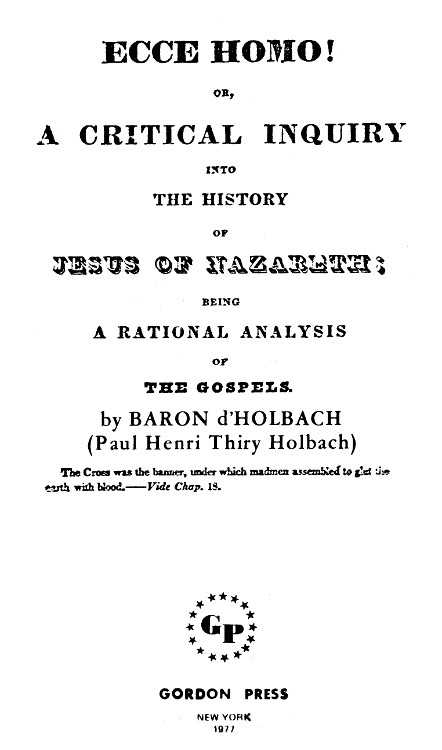 ECCE HOMO!
OR,
A CRITICAL INQUIRY
INTO
THE HISTORY
OF
JESUS OF NAZARETH;
BEING
A RATIONAL ANALYSIS
OF
THE GOSPELS.
by BARON d'HOLBACH
(Paul Henri Thiry Holbach)
The Cross was the banner, under which madmen assembled to glut the
earth with blood.—Vide Chap. 18.
GP
GORDON PRESS
NEW YORK
1977